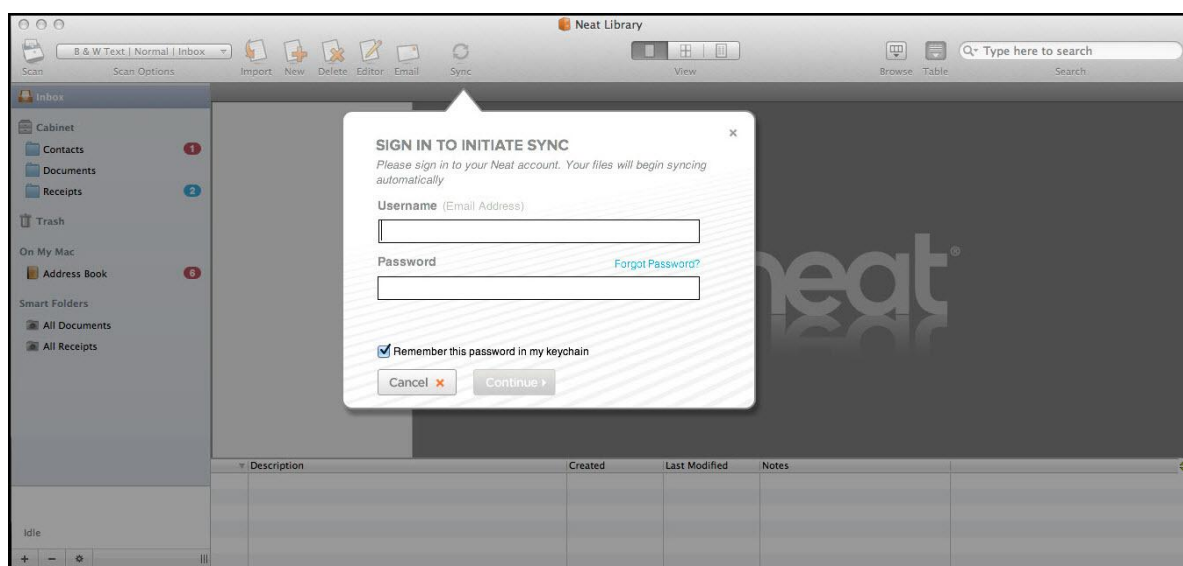 Neat Library
B & W Text | Normal | Inbox
Type here to search
Scan Scan Options Import New Delete Editor Email Sync View Browse Table Search
Inbox
Cabinet
Contacts 1
Documents
Receipts 2
Trash
On My Mac
Address Book 6
Smart Folders
All Documents
All Receipts
SIGN IN TO INITIATE SYNC
Please sign in to your Neat account. Your files will begin syncing
automatically
Username (Email Address)
Password Forgot Password?
Remember this password in my keychain
Cancel Continue
neat®
Description Created Last Modified Notes
Idle